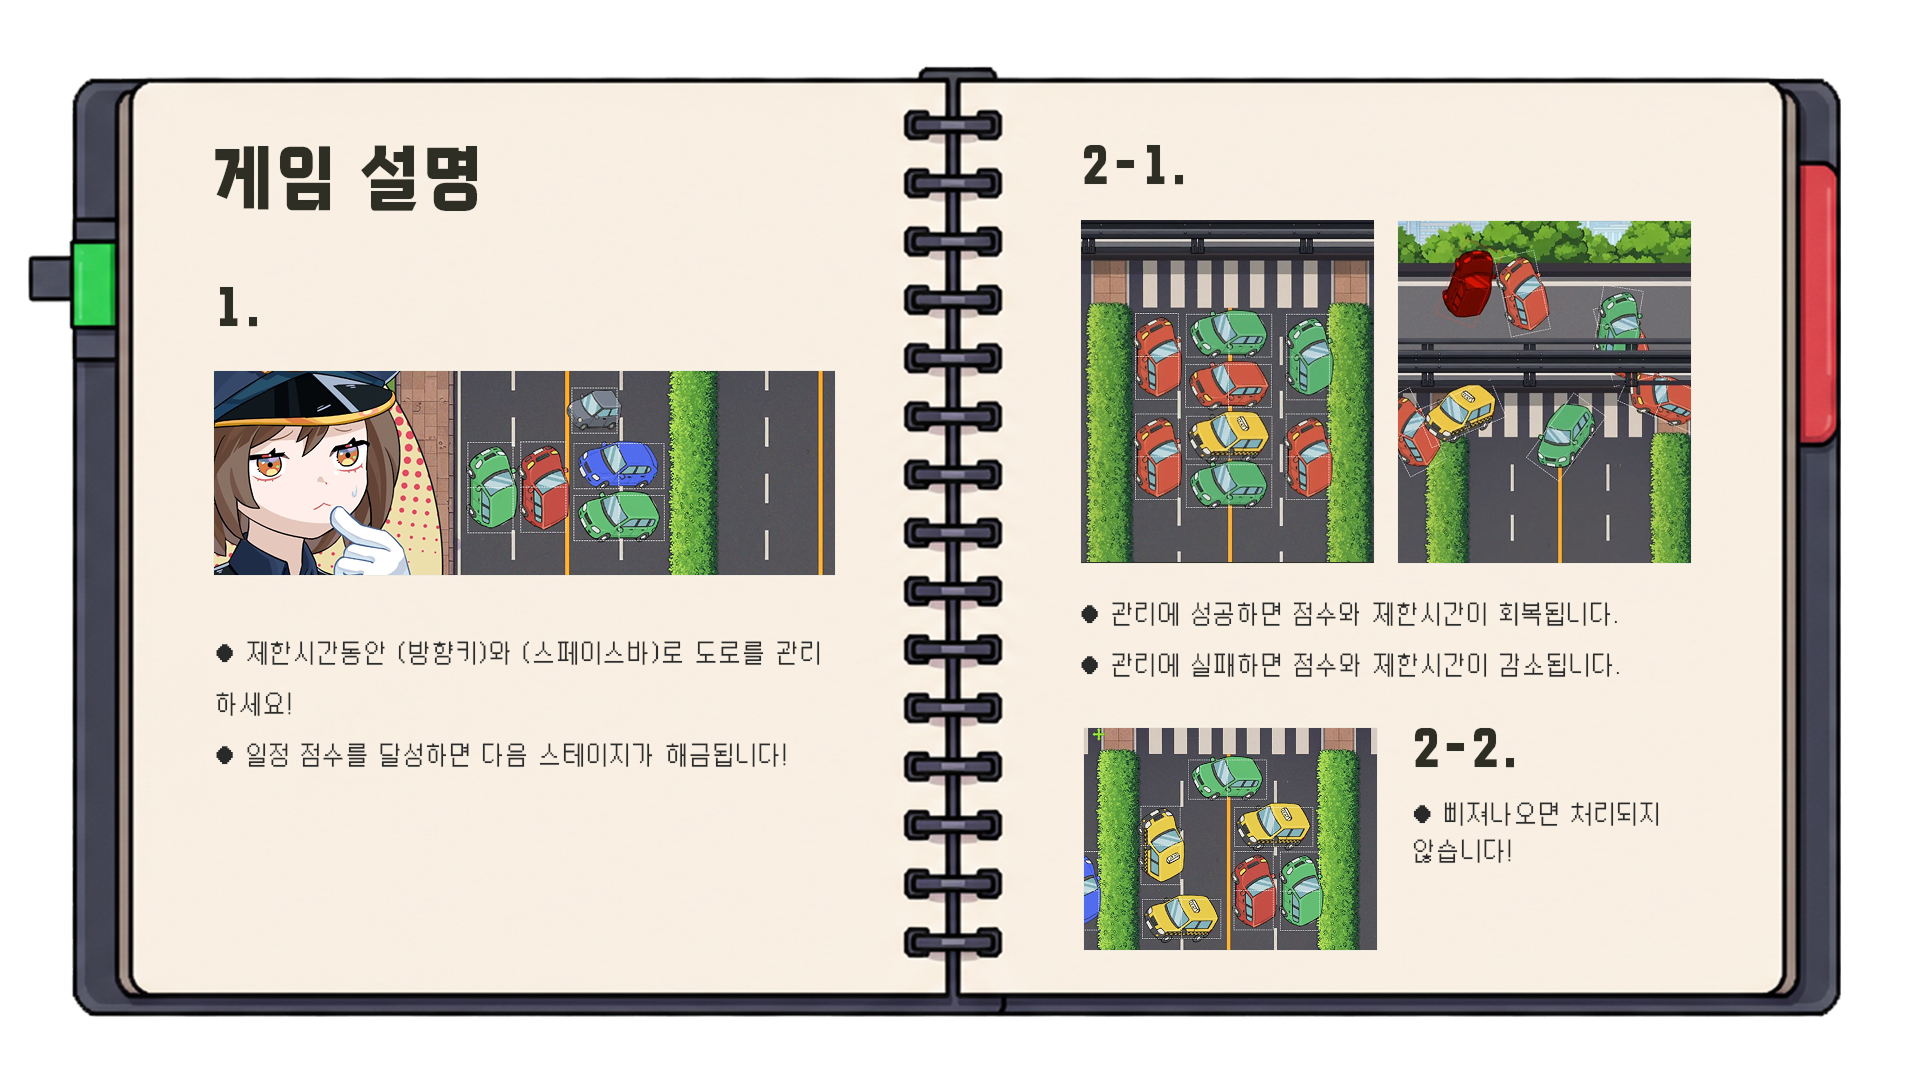 게임 설명
1.
● 제한시간동안 (방향키)와 (스페이스바)로 도로를 관리
하세요!
● 일정 점수를 달성하면 다음 스테이지가 해금됩니다!
2-1.
● 관리에 성공하면 점수와 제한시간이 회복됩니다.
● 관리에 실패하면 점수와 제한시간이 감소됩니다.
2-2.
● 삐져나오면 처리되지
않습니다!